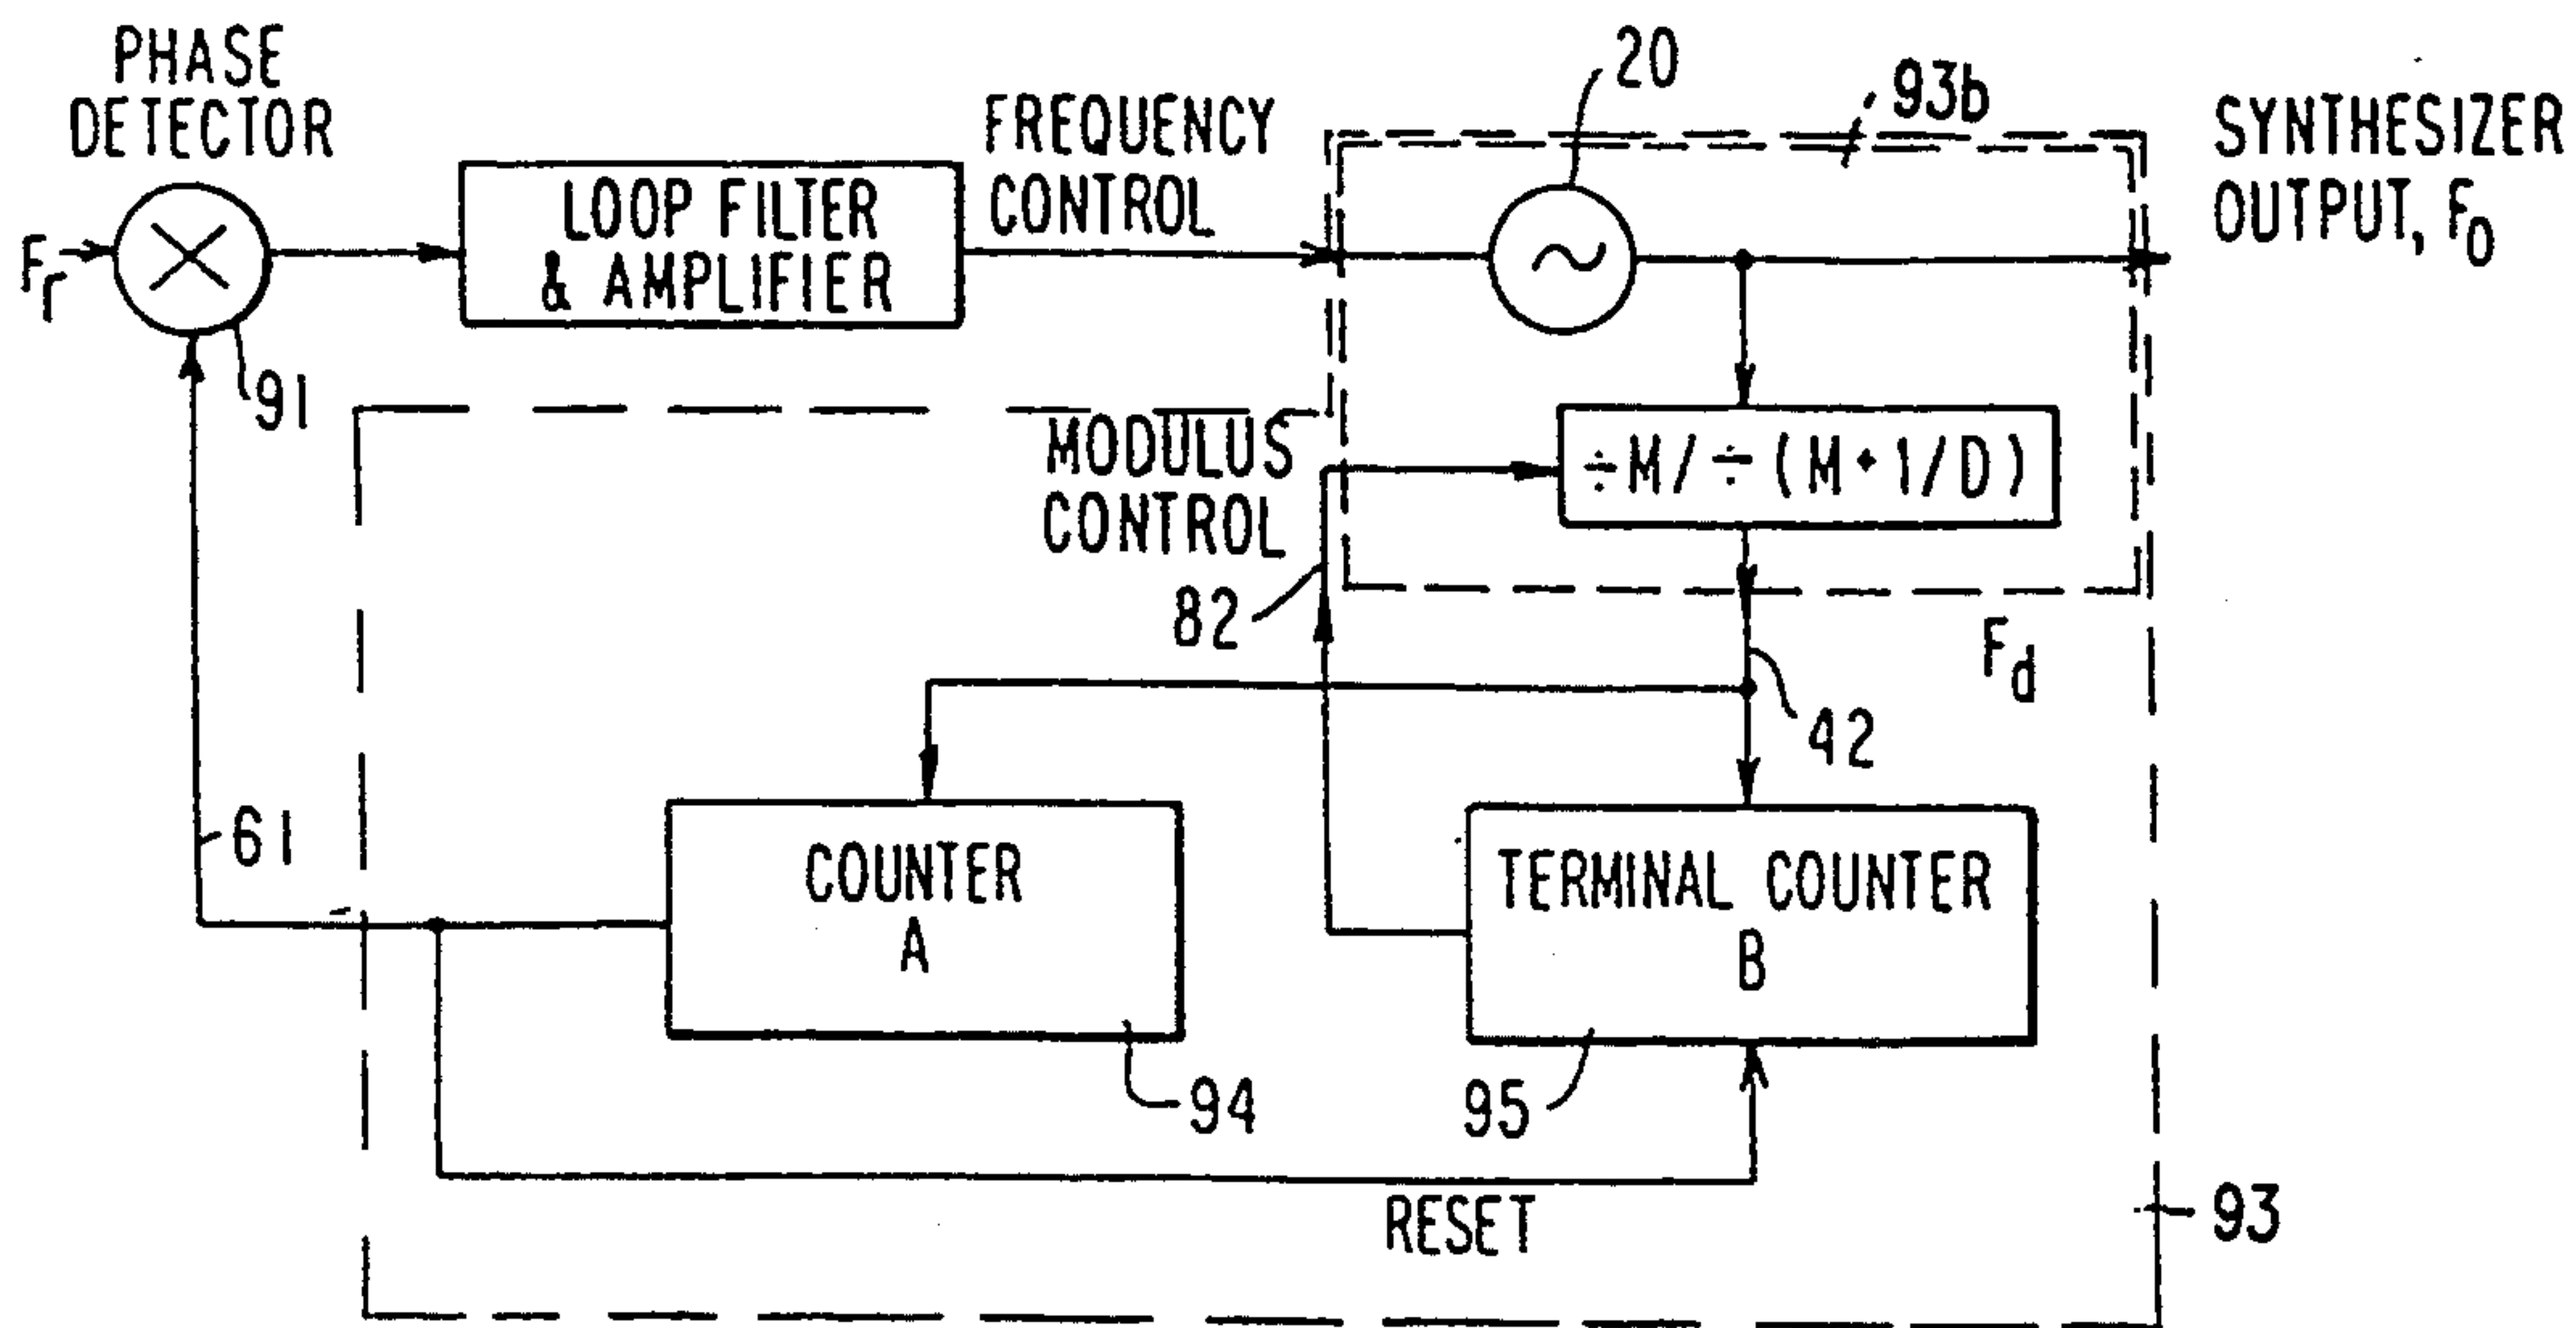 PHASE
DETECTOR
Fr
91
LOOP FILTER
& AMPLIFIER
FREQUENCY
CONTROL
20
93b
SYNTHESIZER
OUTPUT, F0
MODULUS
CONTROL
÷M/÷(M+1/D)
82
Fd
42
61
COUNTER
A
94
TERMINAL COUNTER
B
95
RESET
93